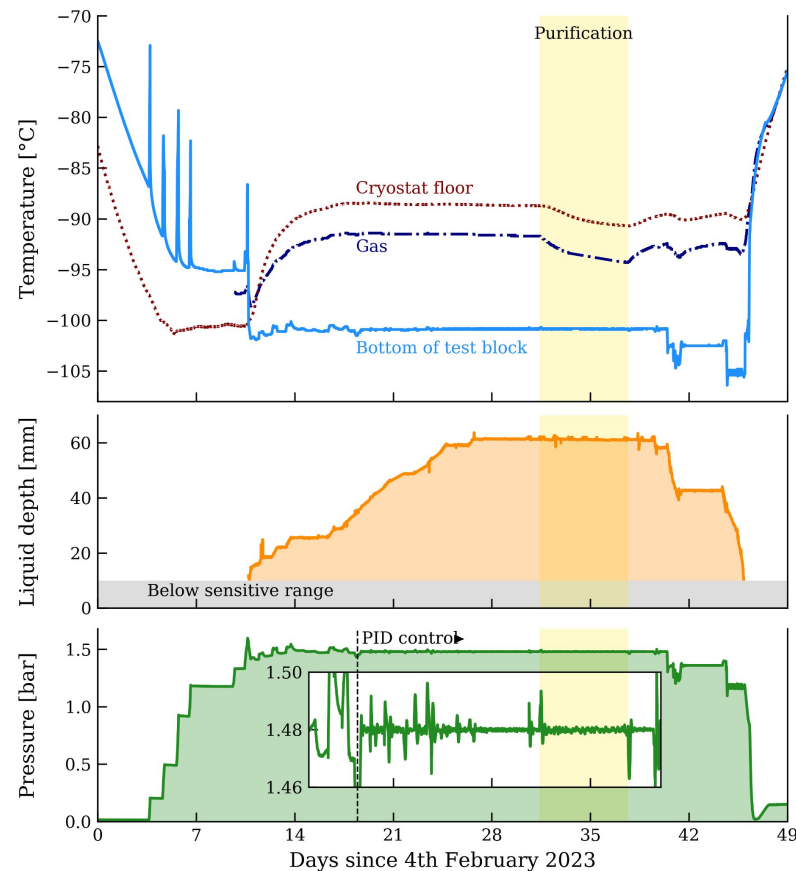 Temperature [°C]
−70
−75
−80
−85
−90
−95
−100
−105
Purification
Cryostat floor
Gas
Bottom of test block
Liquid depth [mm]
60
40
20
0
Below sensitive range
Pressure [bar]
1.5
1.0
0.5
0.0
PID control
1.50
1.48
1.46
0 7 14 21 28 35 42 49
Days since 4th February 2023